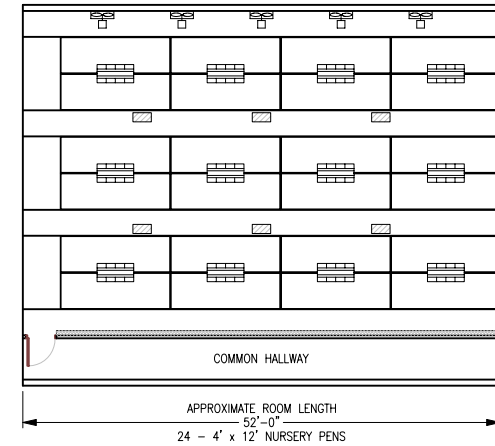 COMMON HALLWAY
APPROXIMATE ROOM LENGTH
52'-0"
24 - 4' x 12' NURSERY PENS